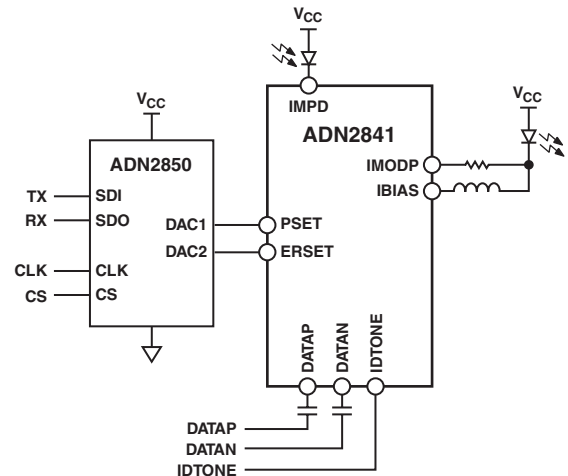 VCC
IMPD
VCC
VCC
ADN2841
ADN2850
IMODP
IBIAS
TX SDI
RX SDO
DAC1 PSET
DAC2 ERSET
CLK CLK
CS CS
DATAP DATAN IDTONE
DATAP
DATAN
IDTONE